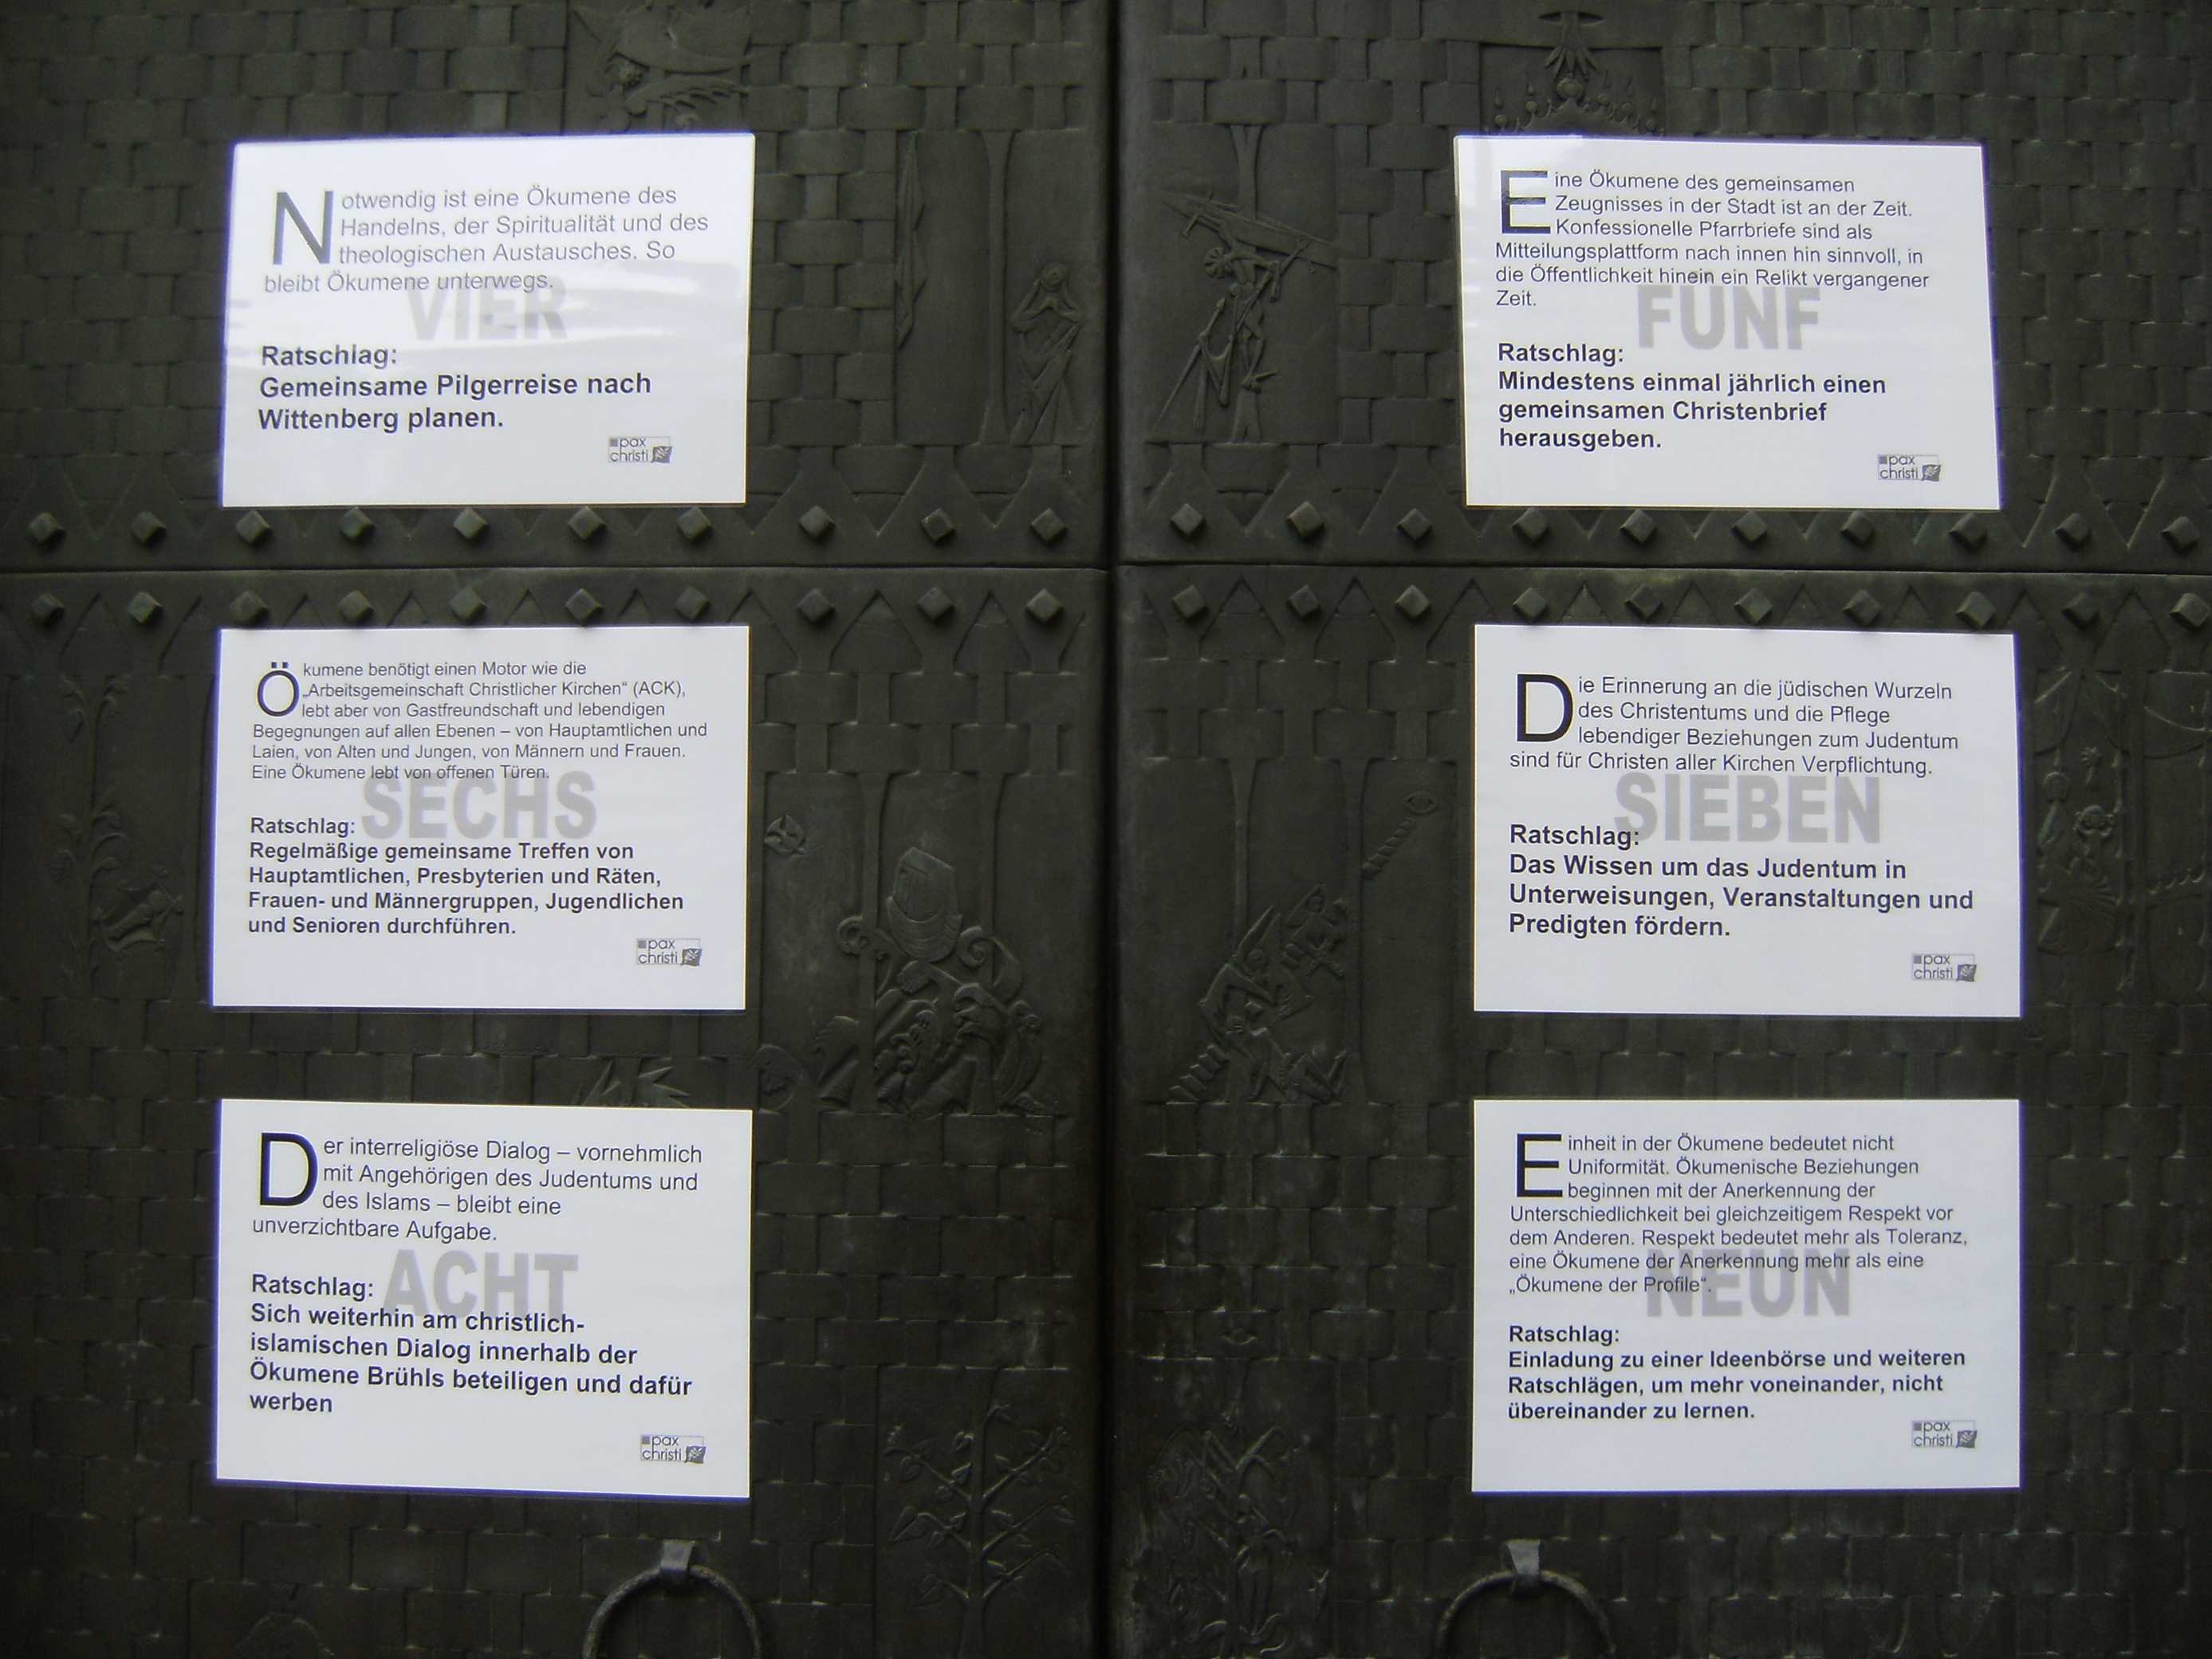 Notwendig ist eine Ökumene des
Handelns, der Spiritualität und des
theologischen Austausches. So
bleibt Ökumene unterwegs.
VIER
Ratschlag:
Gemeinsame Pilgerreise nach
Wittenberg planen.
pax
christi
Eine Ökumene des gemeinsamen
Zeugnisses in der Stadt ist an der Zeit.
Konfessionelle Pfarrbriefe sind als
Mitteilungsplattform nach innen hin sinnvoll, in
die Öffentlichkeit hinein ein Relikt vergangener
Zeit.
FÜNF
Ratschlag:
Mindestens einmal jährlich einen
gemeinsamen Christenbrief
herausgeben.
pax
christi
Ökumene benötigt einen Motor wie die
„Arbeitsgemeinschaft Christlicher Kirchen“ (ACK),
lebt aber von Gastfreundschaft und lebendigen
Begegnungen auf allen Ebenen – von Hauptamtlichen und
Laien, von Alten und Jungen, von Männern und Frauen.
Eine Ökumene lebt von offenen Türen.
SECHS
Ratschlag:
Regelmäßige gemeinsame Treffen von
Hauptamtlichen, Presbyterien und Räten,
Frauen- und Männergruppen, Jugendlichen
und Senioren durchführen.
pax
christi
Die Erinnerung an die jüdischen Wurzeln
des Christentums und die Pflege
lebendiger Beziehungen zum Judentum
sind für Christen aller Kirchen Verpflichtung.
SIEBEN
Ratschlag:
Das Wissen um das Judentum in
Unterweisungen, Veranstaltungen und
Predigten fördern.
pax
christi
Der interreligiöse Dialog – vornehmlich
mit Angehörigen des Judentums und
des Islams – bleibt eine
unverzichtbare Aufgabe.
ACHT
Ratschlag:
Sich weiterhin am christlich-
islamischen Dialog innerhalb der
Ökumene Brühls beteiligen und dafür
werben
pax
christi
Einheit in der Ökumene bedeutet nicht
Uniformität. Ökumenische Beziehungen
beginnen mit der Anerkennung der
Unterschiedlichkeit bei gleichzeitigem Respekt vor
dem Anderen. Respekt bedeutet mehr als Toleranz,
eine Ökumene der Anerkennung mehr als eine
„Ökumene der Profile“.
NEUN
Ratschlag:
Einladung zu einer Ideenbörse und weiteren
Ratschlägen, um mehr voneinander, nicht
übereinander zu lernen.
pax
christi